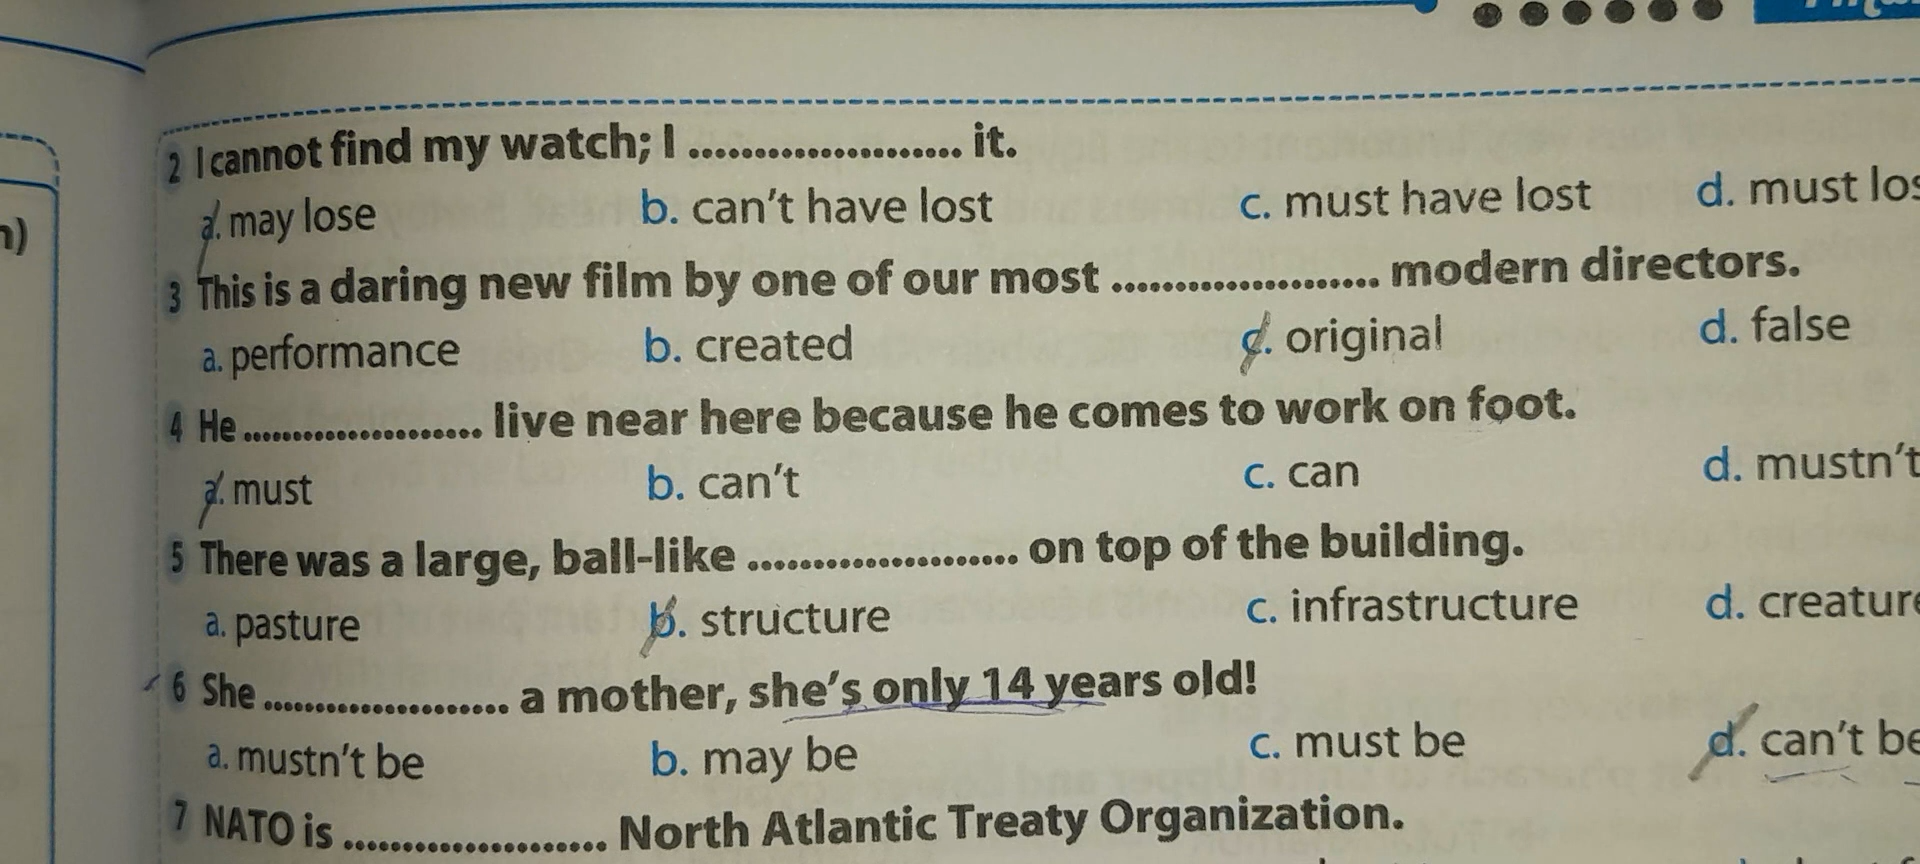 2 I cannot find my watch; I ..................... it.
a. may lose b. can't have lost c. must have lost d. must
3 This is a daring new film by one of our most ..................... modern directors.
a. performance b. created c. original d. false
4 He ..................... live near here because he comes to work on foot.
a. must b. can't c. can d. mustn't
5 There was a large, ball-like ..................... on top of the building.
a. pasture b. structure c. infrastructure d.
6 She ..................... a mother, she's only 14 years old!
a. mustn't be b. may be c. must be d. can't be
7 NATO is ..................... North Atlantic Treaty Organization.